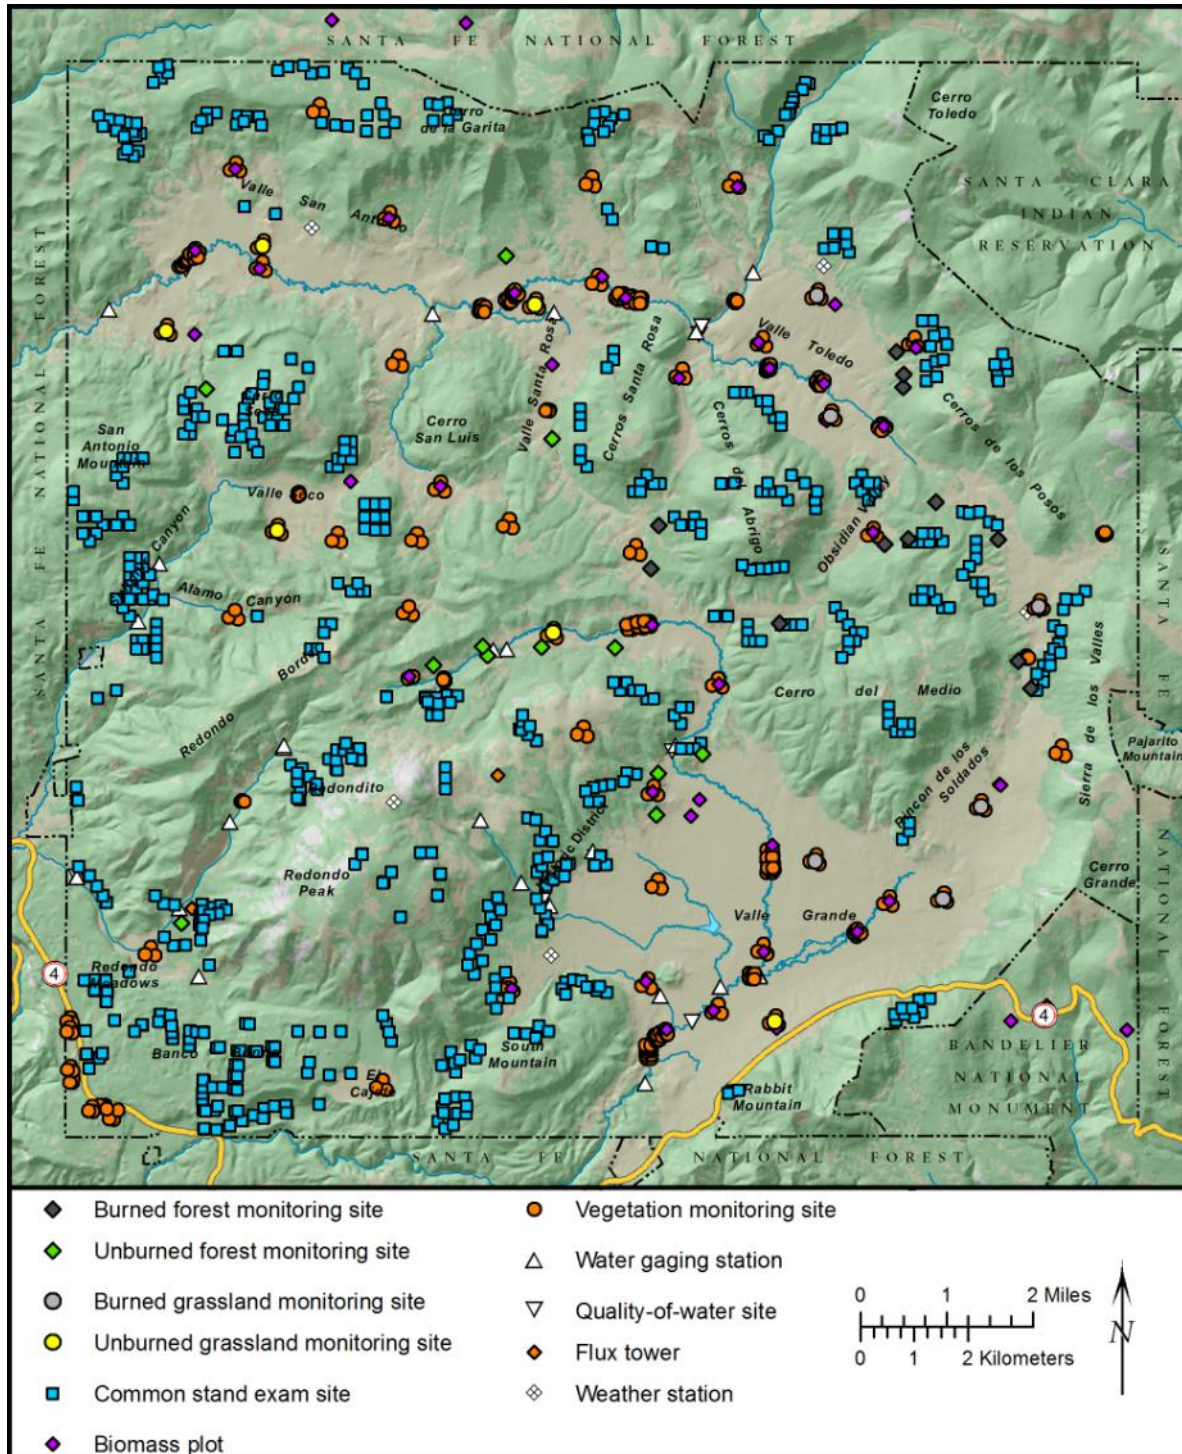 SANTA FE NATIONAL FOREST
Cerro
Toledo
Cerro
de la Garita
SANTA CLARA
INDIAN
RESERVATION
Valle San Antonio
SANTA FE NATIONAL FOREST
Valle Toledo
Valle Santa Rosa
Cerros Santa Rosa
Cerro
San Luis
Cerros del Abrigo
Cerros de los Posos
San
Antonio
Mountain
Valle Seco
Obsidian Valley
Canyon
Alamo Canyon
SANTA FE NATIONAL FOREST
Borde
Redondo
Cerro del Medio
Sierra de los Valles
Pajarito
Mountain
Rincon de los
Soldados
Redondito
District
Redondo
Peak
Cerro
Grande
Valle Grande
4
Redondo
Meadows
4
Banco
South
Mountain
El
Cajete
BANDELIER
NATIONAL
MONUMENT
Rabbit
Mountain
SANTA FE NATIONAL FOREST
Burned forest monitoring site
Unburned forest monitoring site
Burned grassland monitoring site
Unburned grassland monitoring site
Common stand exam site
Biomass plot
Vegetation monitoring site
Water gaging station
Quality-of-water site
Flux tower
Weather station
0 1 2 Miles
0 1 2 Kilometers
N